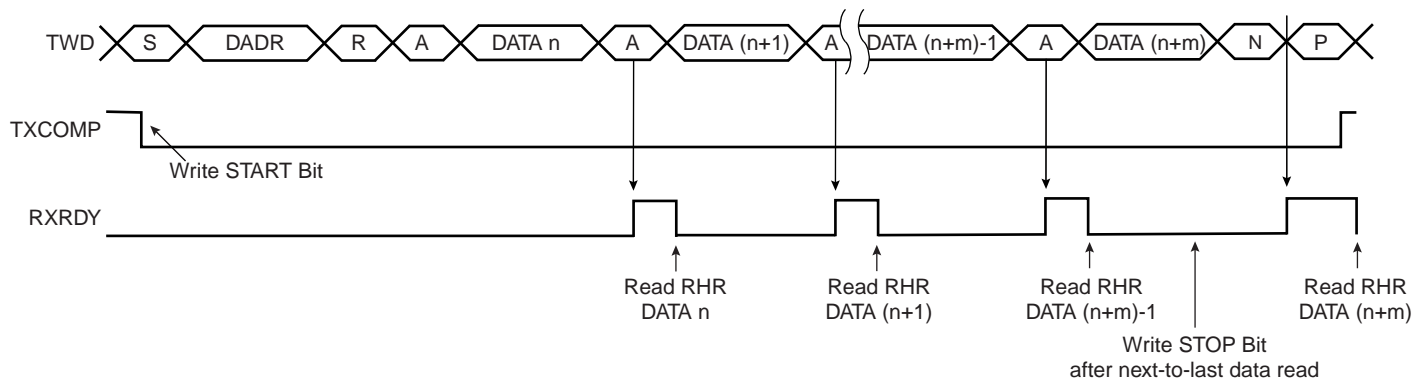 TWD S DADR R A DATA n A DATA (n+1) A DATA (n+m)-1 A DATA (n+m) N P
TXCOMP
Write START Bit
RXRDY
Read RHR
DATA n
Read RHR
DATA (n+1)
Read RHR
DATA (n+m)-1
Read RHR
DATA (n+m)
Write STOP Bit
after next-to-last data read